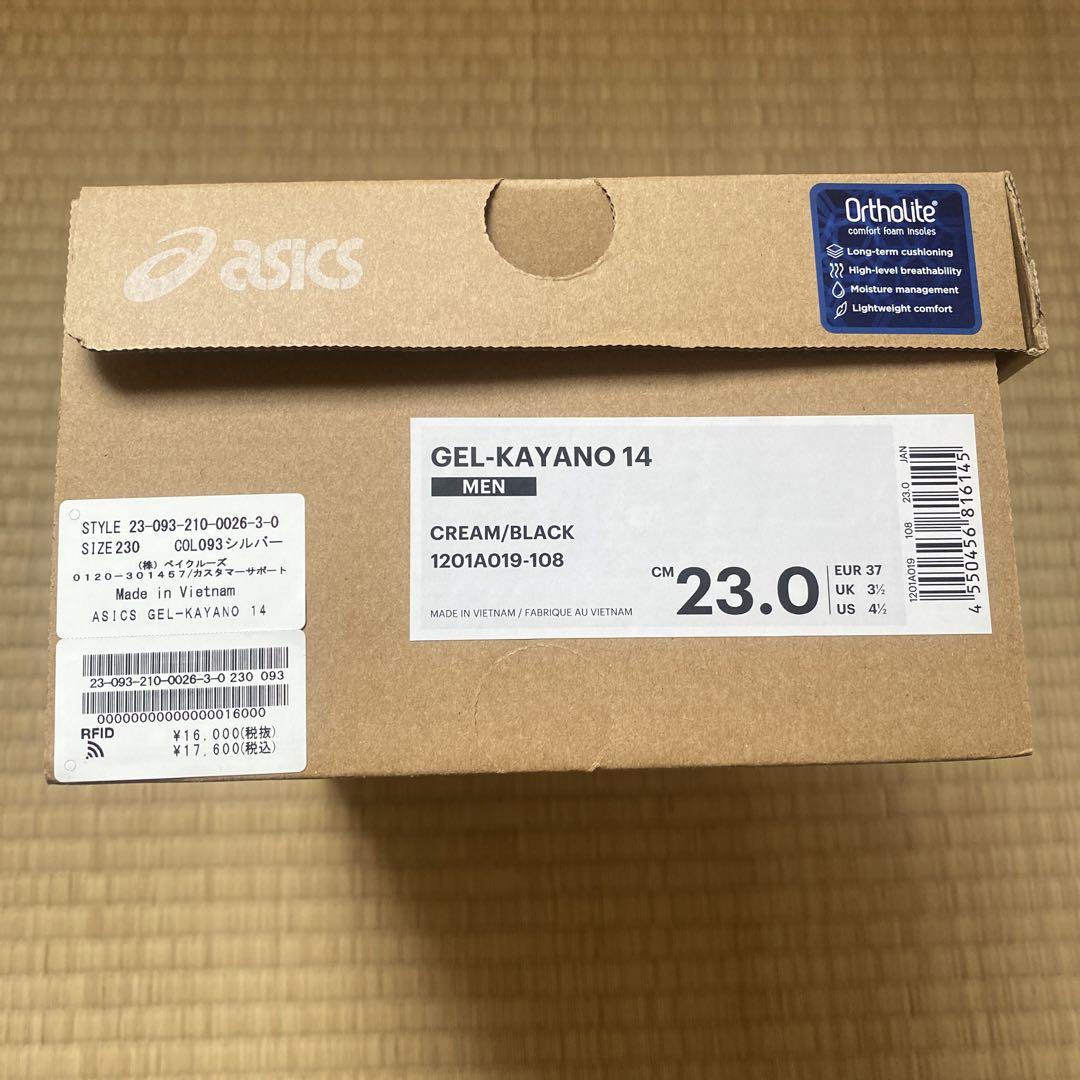 asics
Ortholite®
comfort foam insoles
Long-term cushioning
High-level breathability
Moisture management
Lightweight comfort
GEL-KAYANO 14
MEN
CREAM/BLACK
1201A019-108
MADE IN VIETNAM / FABRIQUE AU VIETNAM
CM 23.0
EUR 37
UK 3½
US 4½
1201A019 108 23.0 JAN
4 550456 816145
STYLE 23-093-210-0026-3-0
SIZE230 COL093シルバー
(株) ベイクルーズ
0120-301457/カスタマーサポート
Made in Vietnam
ASICS GEL-KAYANO 14
23-093-210-0026-3-0 230 093
00000000000000016000
RFID
¥16,000(税抜)
¥17,600(税込)